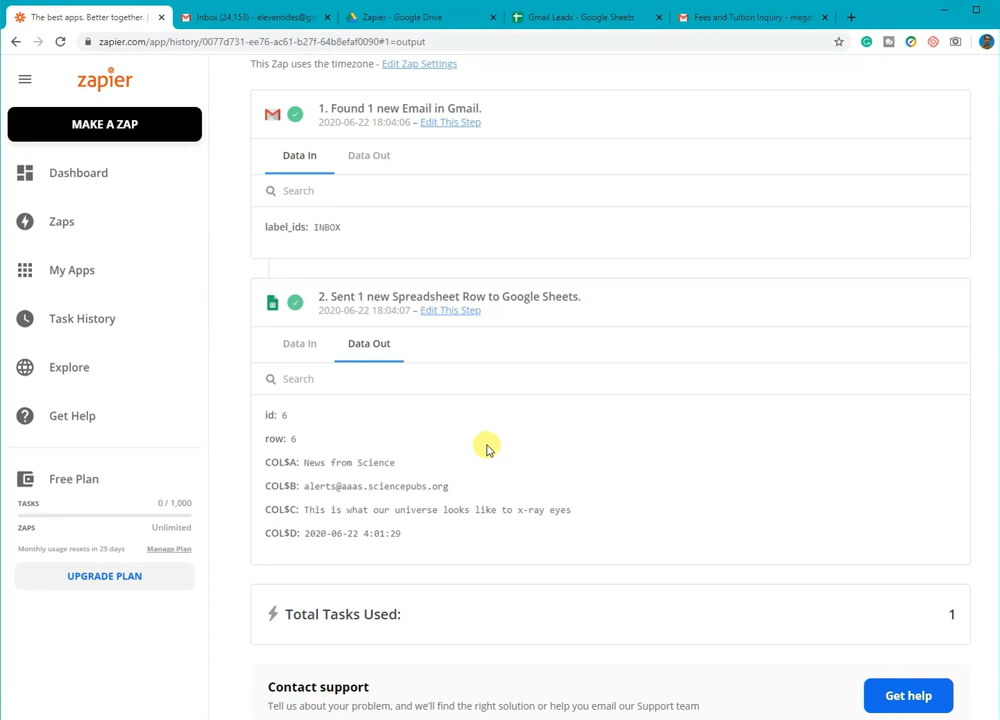 The best apps. Better together. |
Inbox (24,153) - eleventides@gm
Zapier - Google Drive
Gmail Leads - Google Sheets
Fees and Tuition Inquiry - mega
zapier.com/app/history/0077d731-ee76-ac61-b27f-64b8efaf0090#1=output
zapier
MAKE A ZAP
Dashboard
Zaps
My Apps
Task History
Explore
Get Help
Free Plan
TASKS 0 / 1,000
ZAPS Unlimited
Monthly usage resets in 29 days Manage Plan
UPGRADE PLAN
This Zap uses the timezone - Edit Zap Settings
1. Found 1 new Email in Gmail.
2020-06-22 18:04:06 – Edit This Step
Data In Data Out
Search
label_ids: INBOX
2. Sent 1 new Spreadsheet Row to Google Sheets.
2020-06-22 18:04:07 – Edit This Step
Data In Data Out
Search
id: 6
row: 6
COL$A: News from Science
COL$B: alerts@aaas.sciencepubs.org
COL$C: This is what our universe looks like to x-ray eyes
COL$D: 2020-06-22 4:01:29
Total Tasks Used: 1
Contact support
Tell us about your problem, and we'll find the right solution or help you email our Support team
Get help